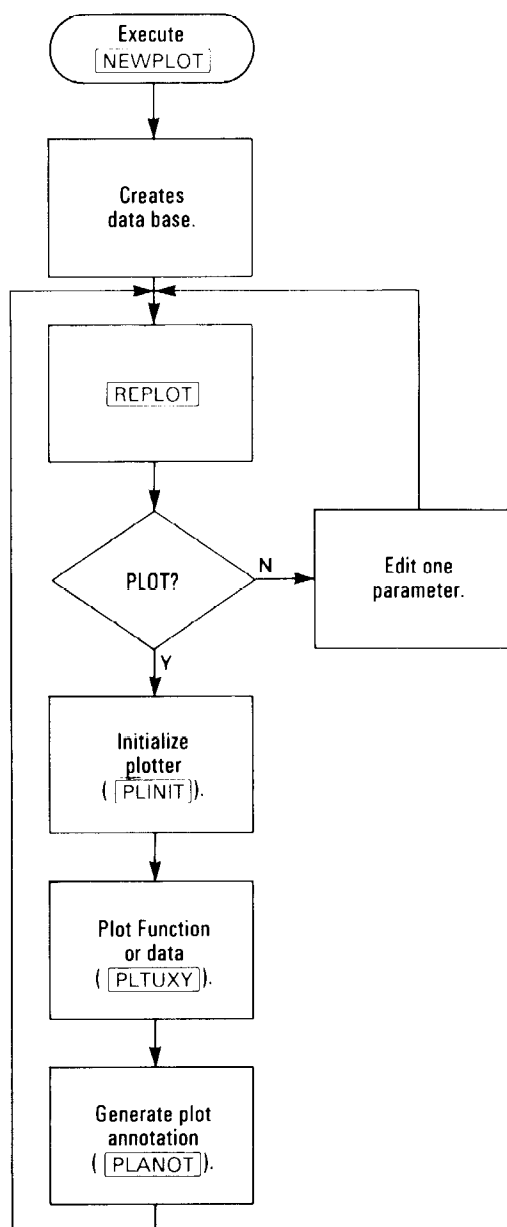 Execute
NEWPLOT
Creates
data base.
REPLOT
PLOT?
N
Edit one
parameter.
Y
Initialize
plotter
( PLINIT ).
Plot Function
or data
( PLTUXY ).
Generate plot
annotation
( PLANOT ).